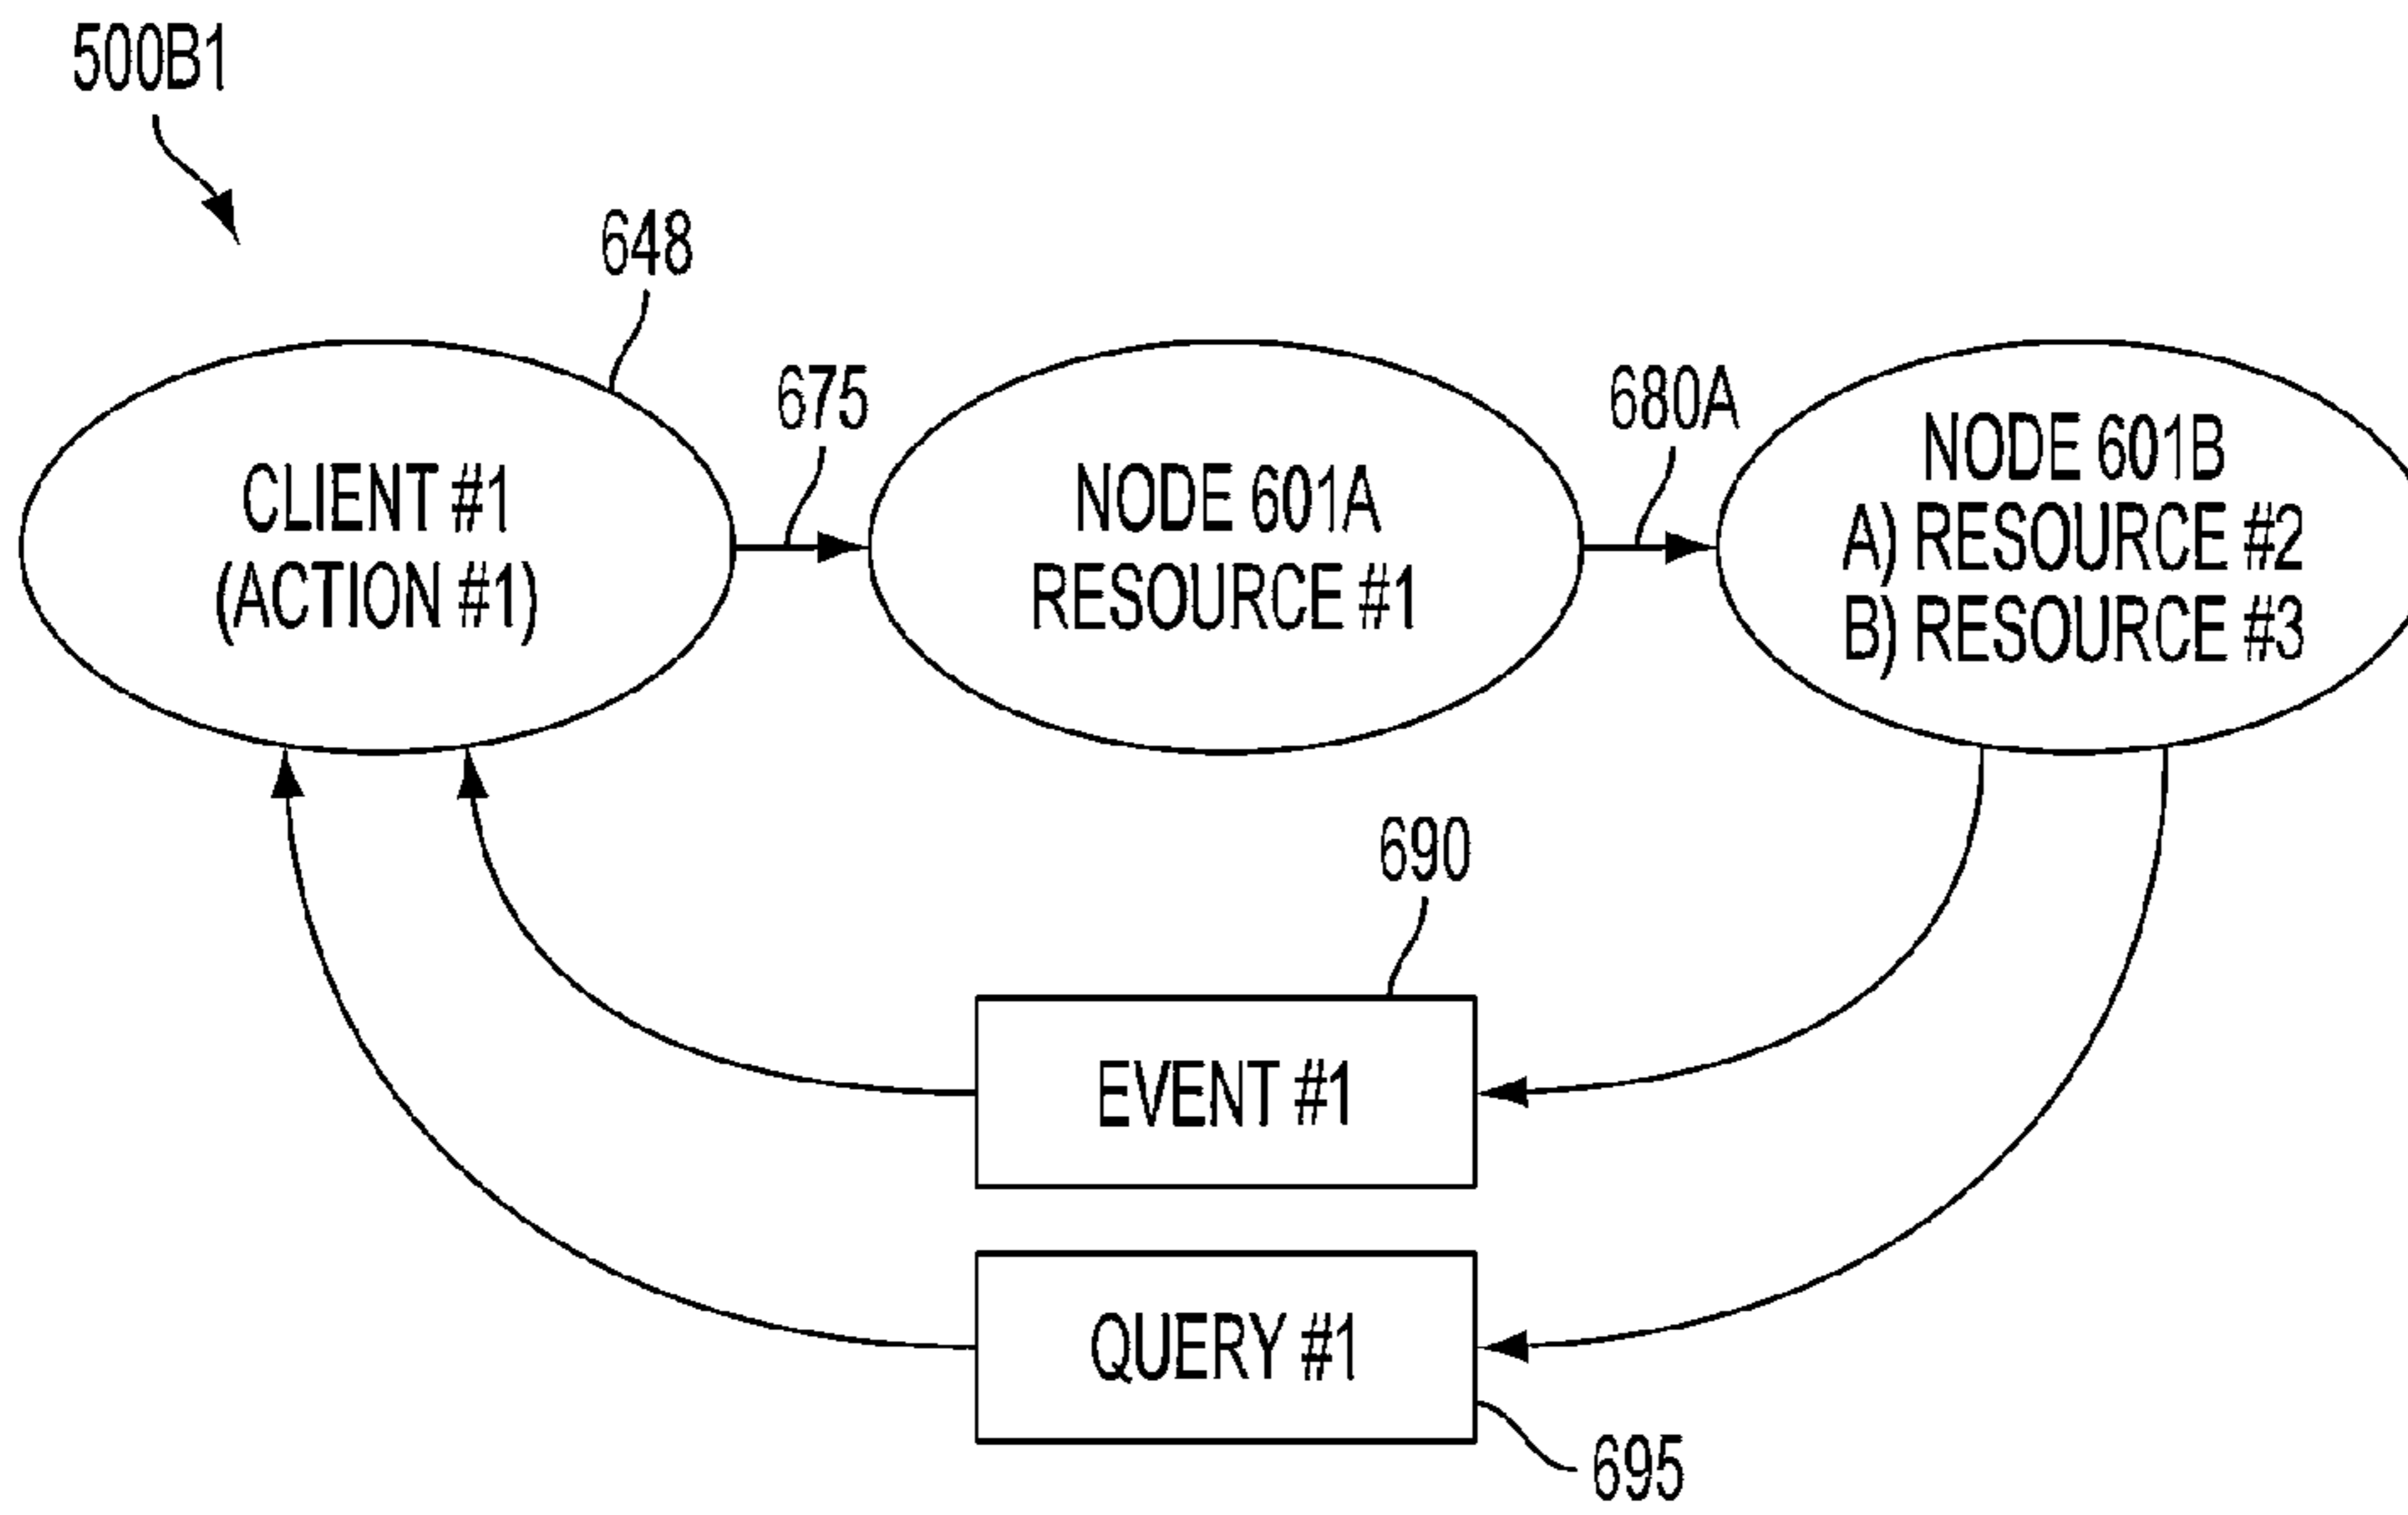 500B1
648
675
680A
CLIENT #1
(ACTION #1)
NODE 601A
RESOURCE #1
NODE 601B
A) RESOURCE #2
B) RESOURCE #3
690
EVENT #1
QUERY #1
695